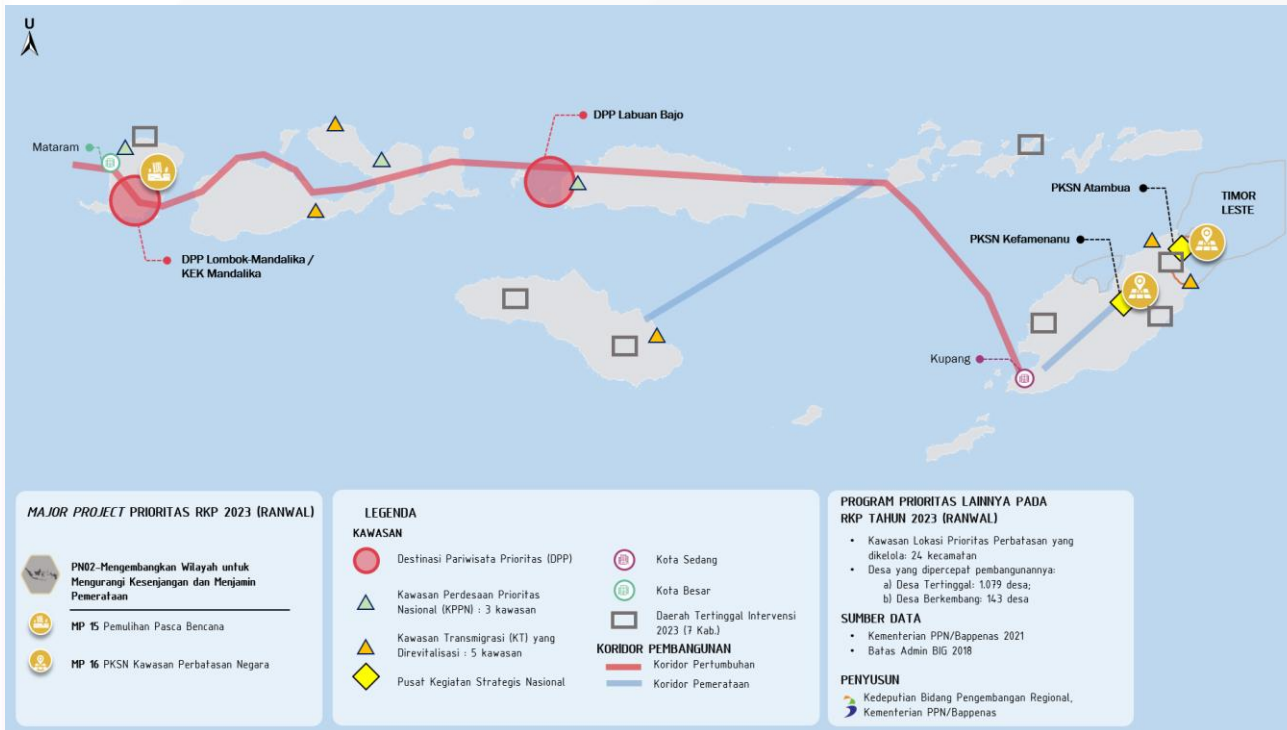 U
Mataram
DPP Labuan Bajo
DPP Lombok-Mandalika /
KEK Mandalika
PKSN Atambua
TIMOR
LESTE
PKSN Kefamenanu
Kupang
MAJOR PROJECT PRIORITAS RKP 2023 (RANWAL)
PN02-Mengembangkan Wilayah untuk
Mengurangi Kesenjangan dan Menjamin
Pemerataan
MP 15 Pemulihan Pasca Bencana
MP 16 PKSN Kawasan Perbatasan Negara
LEGENDA
KAWASAN
Destinasi Pariwisata Prioritas (DPP)
Kawasan Perdesaan Prioritas
Nasional (KPPN) : 3 kawasan
Kawasan Transmigrasi (KT) yang
Direvitalisasi : 5 kawasan
Pusat Kegiatan Strategis Nasional
Kota Sedang
Kota Besar
Daerah Tertinggal Intervensi
2023 (7 Kab.)
KORIDOR PEMBANGUNAN
Koridor Pertumbuhan
Koridor Pemerataan
PROGRAM PRIORITAS LAINNYA PADA
RKP TAHUN 2023 (RANWAL)
• Kawasan Lokasi Prioritas Perbatasan yang
dikelola: 24 kecamatan
• Desa yang dipercepat pembangunannya:
a) Desa Tertinggal: 1.079 desa;
b) Desa Berkembang: 143 desa
SUMBER DATA
• Kementerian PPN/Bappenas 2021
• Batas Admin BIG 2018
PENYUSUN
Kedeputian Bidang Pengembangan Regional,
Kementerian PPN/Bappenas